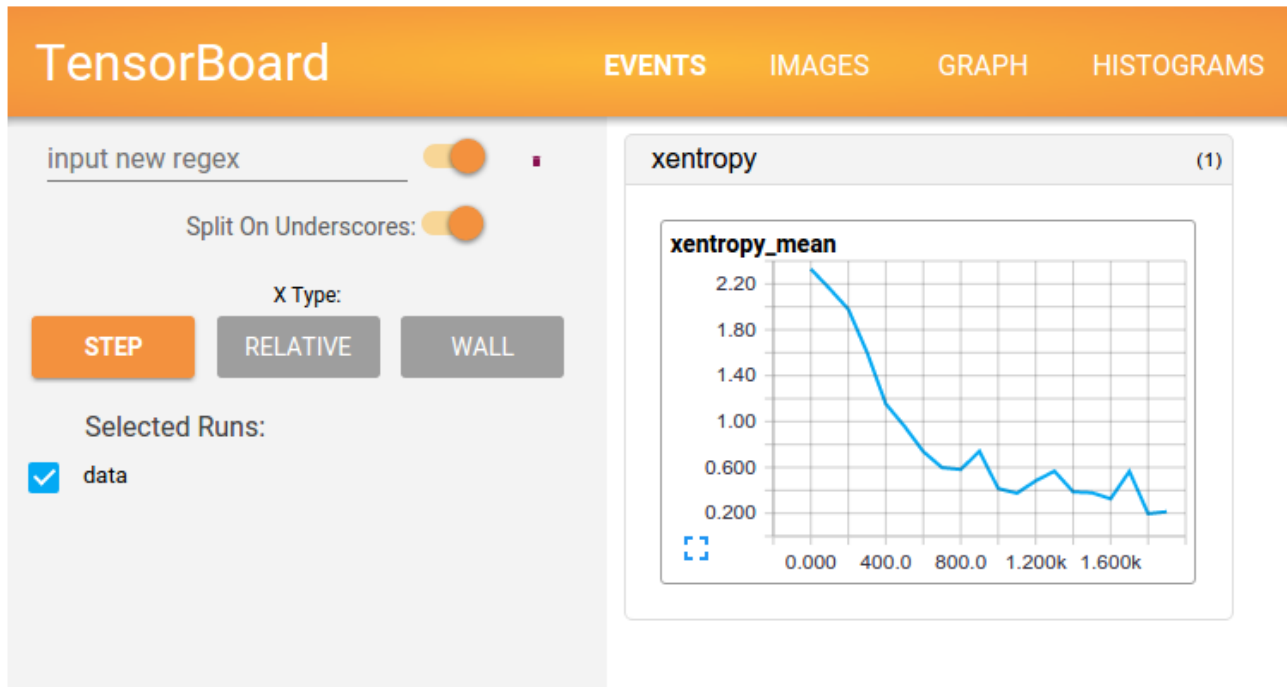 TensorBoard
EVENTS IMAGES GRAPH HISTOGRAMS
input new regex
Split On Underscores:
X Type:
STEP RELATIVE WALL
Selected Runs:
data
xentropy (1)
xentropy_mean
2.20
1.80
1.40
1.00
0.600
0.200
0.000 400.0 800.0 1.200k 1.600k